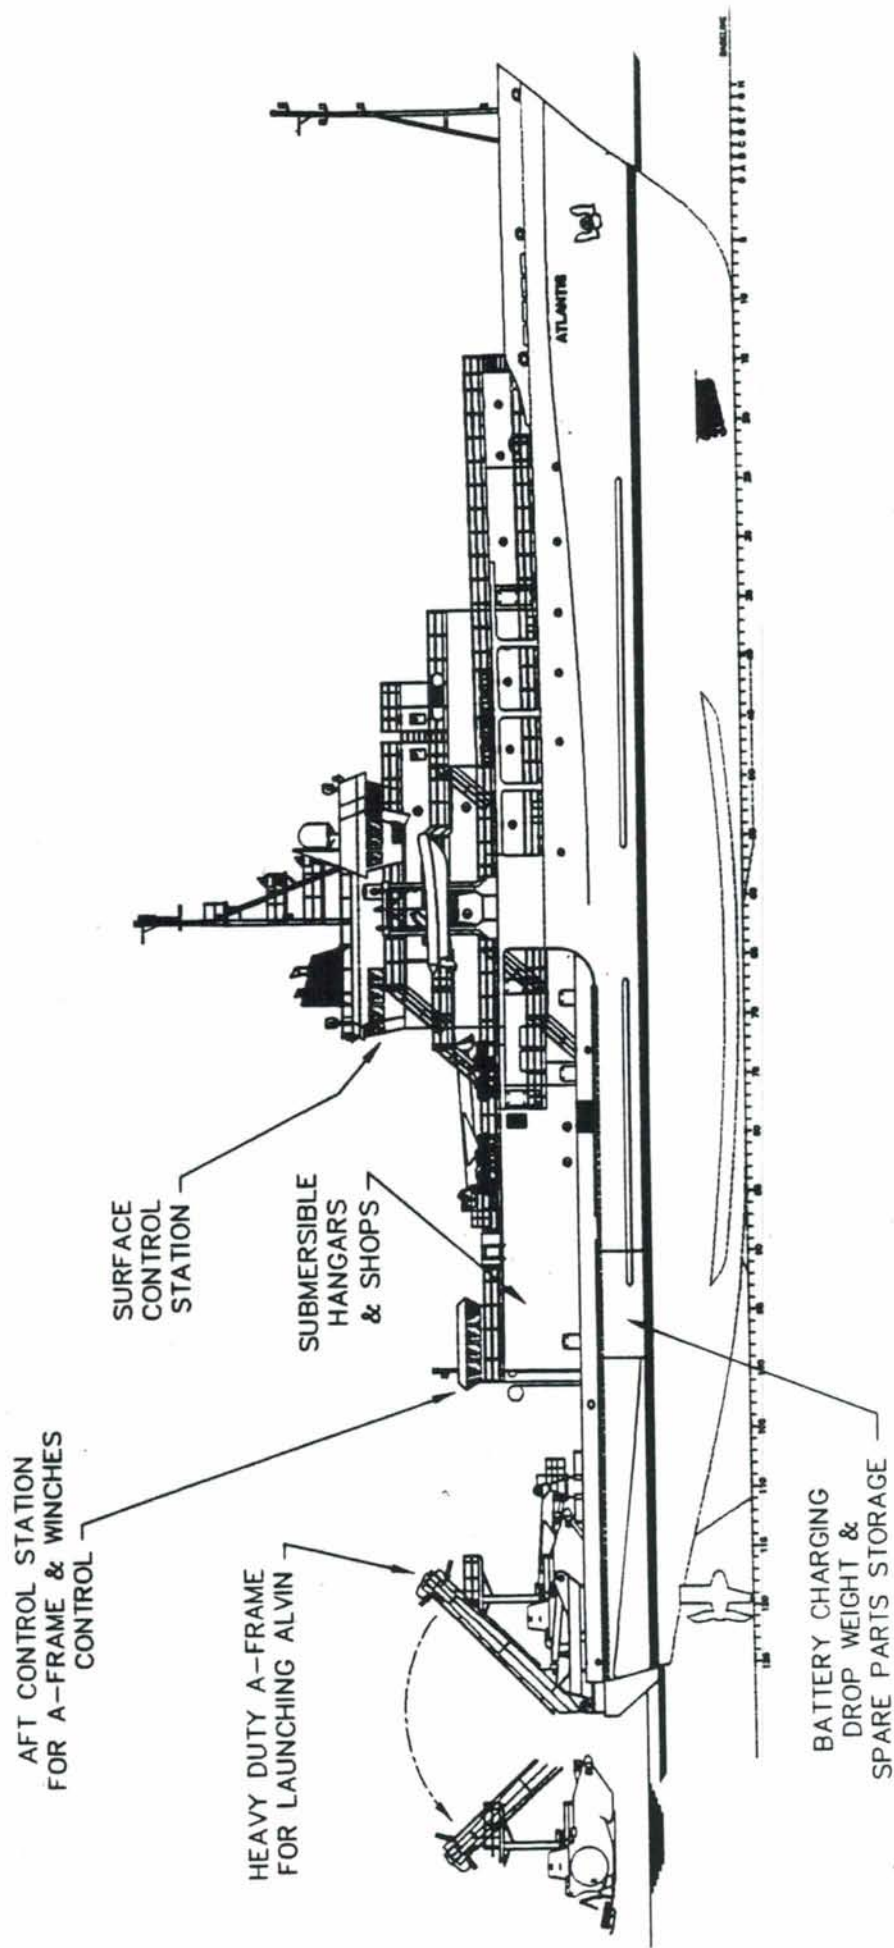 AFT CONTROL STATION
FOR A-FRAME & WINCHES
CONTROL
HEAVY DUTY A-FRAME
FOR LAUNCHING ALVIN
SURFACE
CONTROL
STATION
SUBMERSIBLE
HANGARS
& SHOPS
ATLANTIS
BATTERY CHARGING
DROP WEIGHT &
SPARE PARTS STORAGE
BASELINE